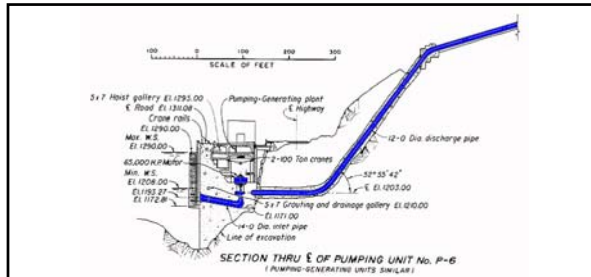 100 0 100 200 300
SCALE OF FEET
5x7 Hoist gallery El.1295.00
℄ Road El.1311.08
Crane rails
El.1290.00
Max. W.S.
El.1290.00
65,000 H.P. Motor
Min. W.S.
El.1208.00
El.1193.27
El.1172.81
Pumping-Generating plant
℄ Highway
2-100 Ton cranes
12-0 Dia. discharge pipe
52° 55' 42"
℄ El.1203.00
5x7 Grouting and drainage gallery El.1210.00
El.1171.00
14-0 Dia. inlet pipe
Line of excavation
SECTION THRU ℄ OF PUMPING UNIT No. P-6
(PUMPING-GENERATING UNITS SIMILAR)